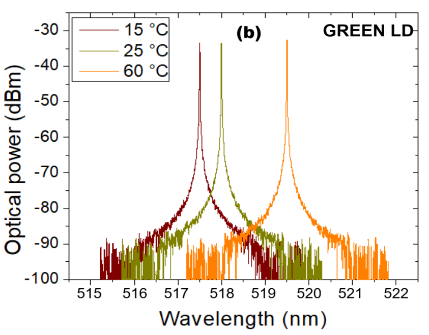 (b)
GREEN LD
15 °C
25 °C
60 °C
Optical power (dBm)
-30
-40
-50
-60
-70
-80
-90
-100
515 516 517 518 519 520 521 522
Wavelength (nm)